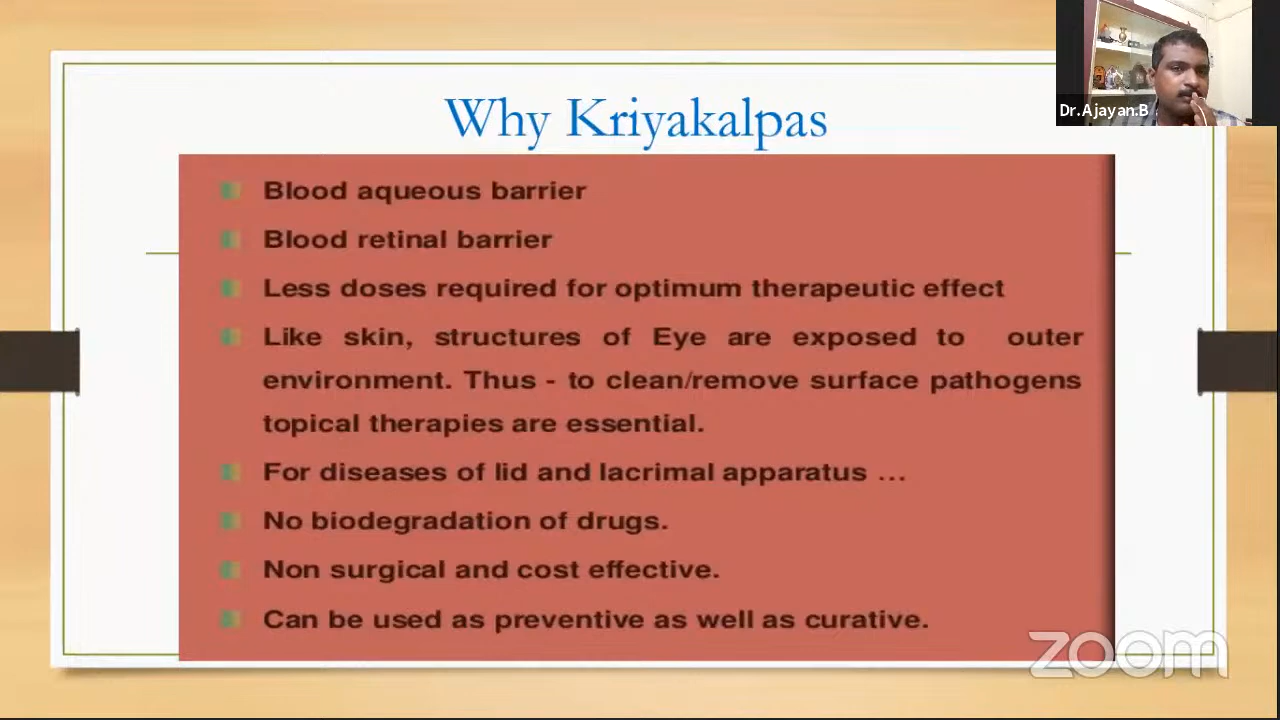 Why Kriyakalpas
Dr.Ajayan.B
Blood aqueous barrier
Blood retinal barrier
Less doses required for optimum therapeutic effect
Like skin, structures of Eye are exposed to outer
environment. Thus - to clean/remove surface pathogens
topical therapies are essential.
For diseases of lid and lacrimal apparatus ...
No biodegradation of drugs.
Non surgical and cost effective.
Can be used as preventive as well as curative.
zoom